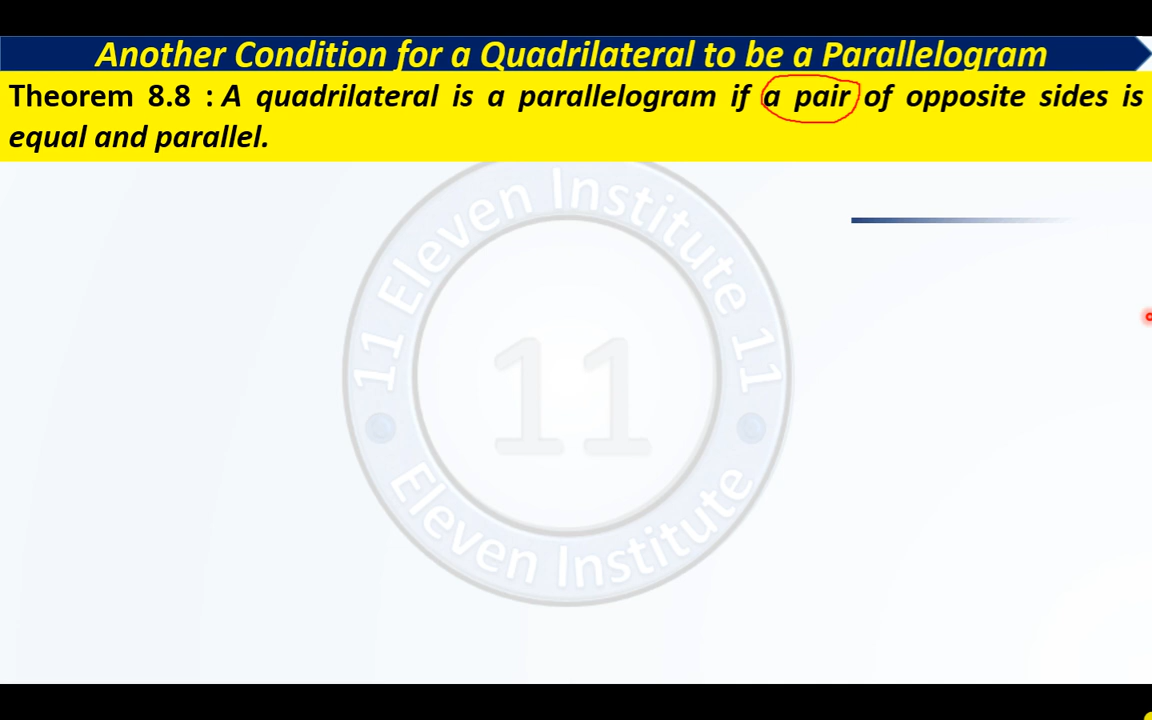 Another Condition for a Quadrilateral to be a Parallelogram
Theorem 8.8 : A quadrilateral is a parallelogram if a pair of opposite sides is
equal and parallel.
11 Eleven Institute 11
11
Eleven Institute